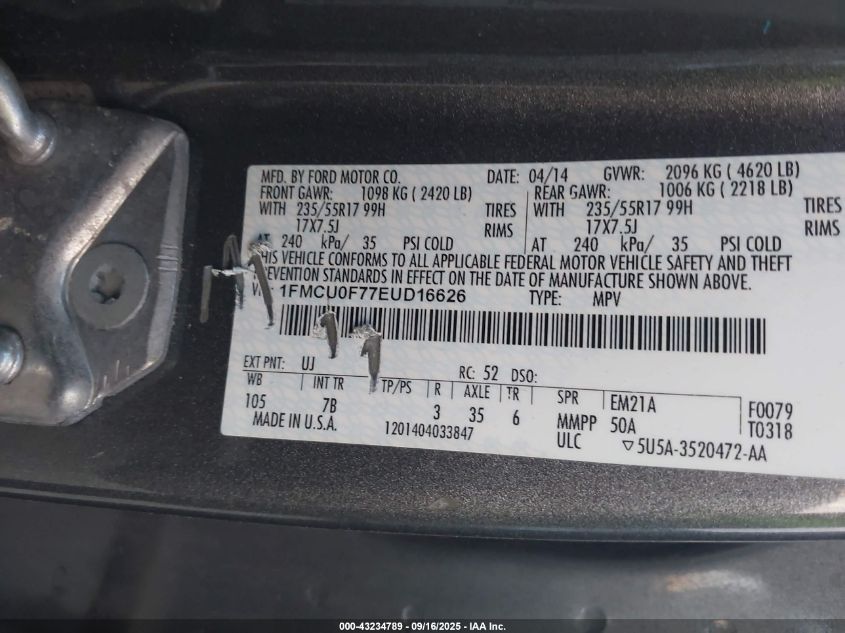 MFD. BY FORD MOTOR CO. DATE: 04/14 GVWR: 2096 KG ( 4620 LB)
FRONT GAWR: 1098 KG ( 2420 LB) REAR GAWR: 1006 KG ( 2218 LB)
WITH 235/55R17 99H TIRES WITH 235/55R17 99H TIRES
17X7.5J RIMS 17X7.5J RIMS
AT 240 kPa/ 35 PSI COLD AT 240 kPa/ 35 PSI COLD
THIS VEHICLE CONFORMS TO ALL APPLICABLE FEDERAL MOTOR VEHICLE SAFETY AND THEFT
PREVENTION STANDARDS IN EFFECT ON THE DATE OF MANUFACTURE SHOWN ABOVE.
1FMCU0F77EUD16626 TYPE: MPV
EXT PNT: UJ RC: 52 DSO:
WB INT TR TP/PS R AXLE TR SPR EM21A F0079
105 7B 3 35 6 MMPP 50A T0318
MADE IN U.S.A. 1201404033847 ULC ▽5U5A-3520472-AA
000-43234789 - 09/16/2025 - IAA Inc.